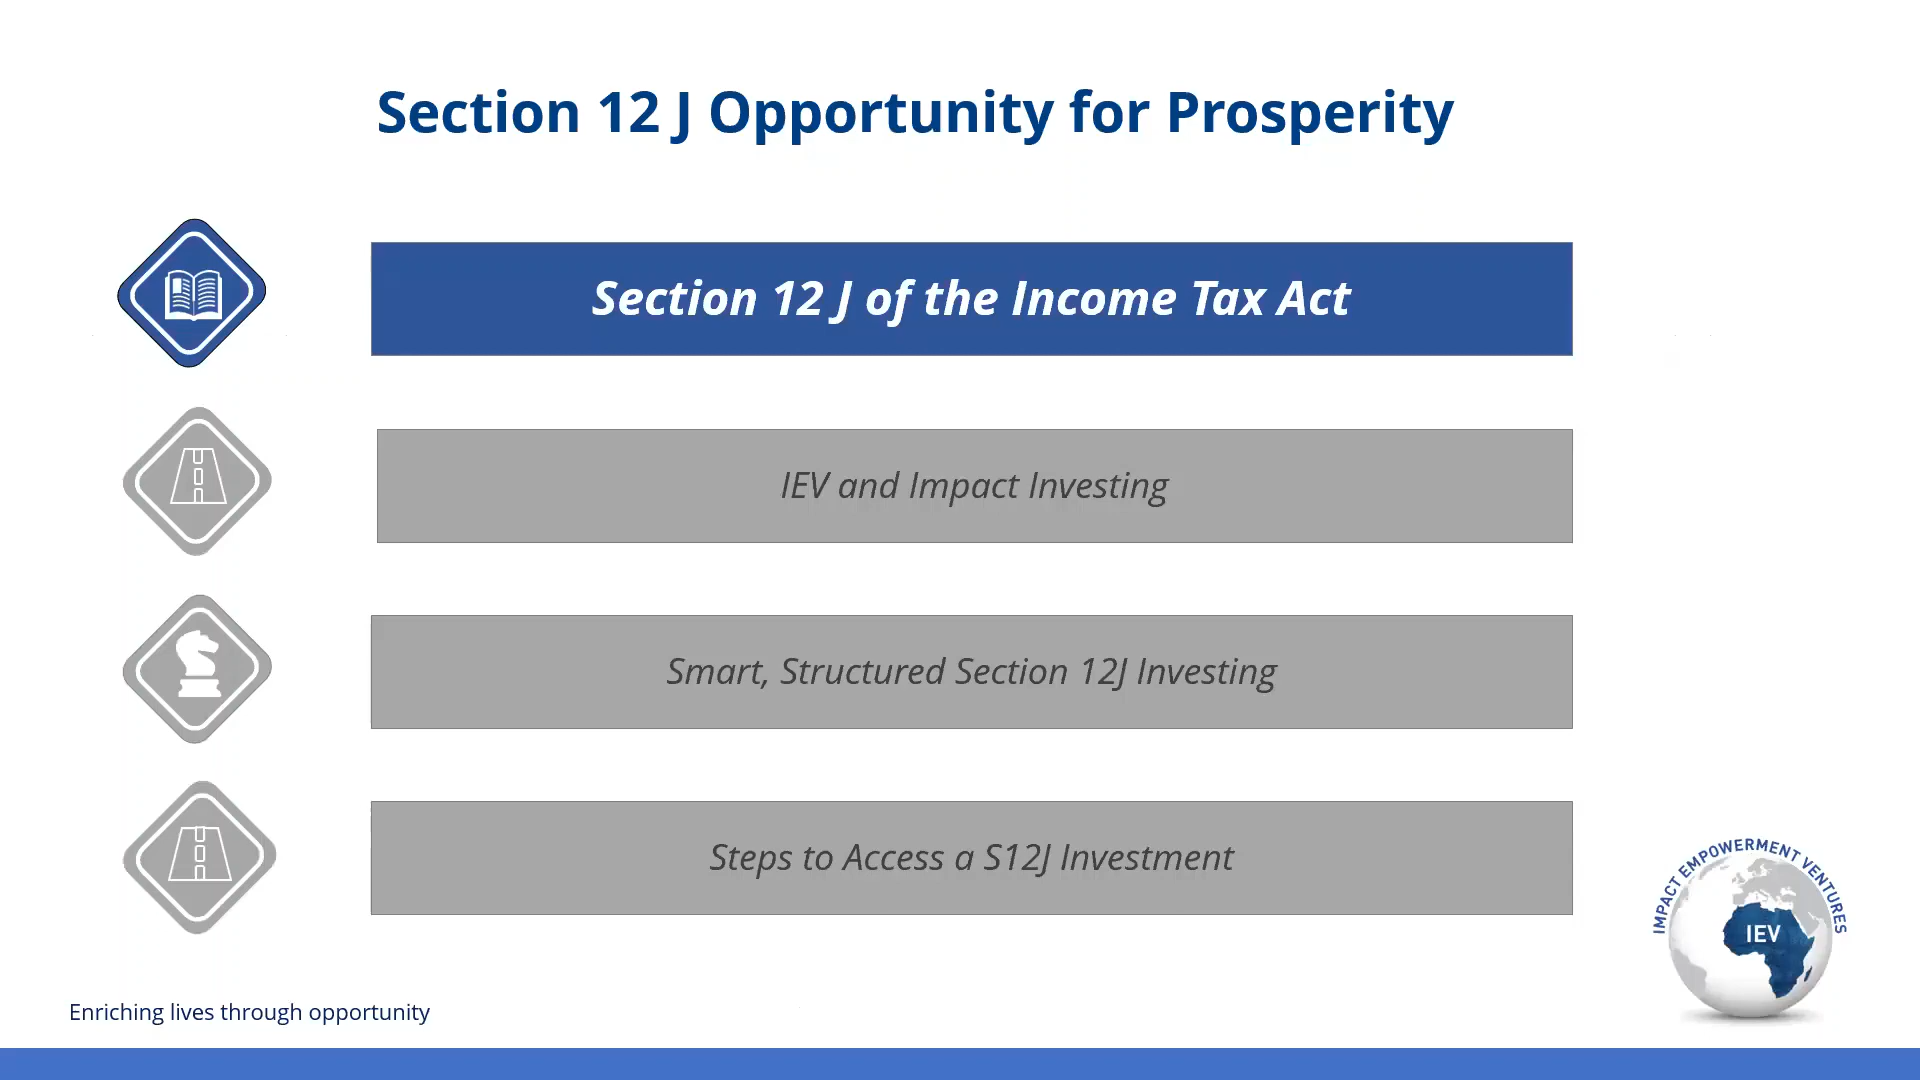 Section 12 J Opportunity for Prosperity
Section 12 J of the Income Tax Act
IEV and Impact Investing
Smart, Structured Section 12J Investing
Steps to Access a S12J Investment
IMPACT EMPOWERMENT VENTURES
IEV
Enriching lives through opportunity